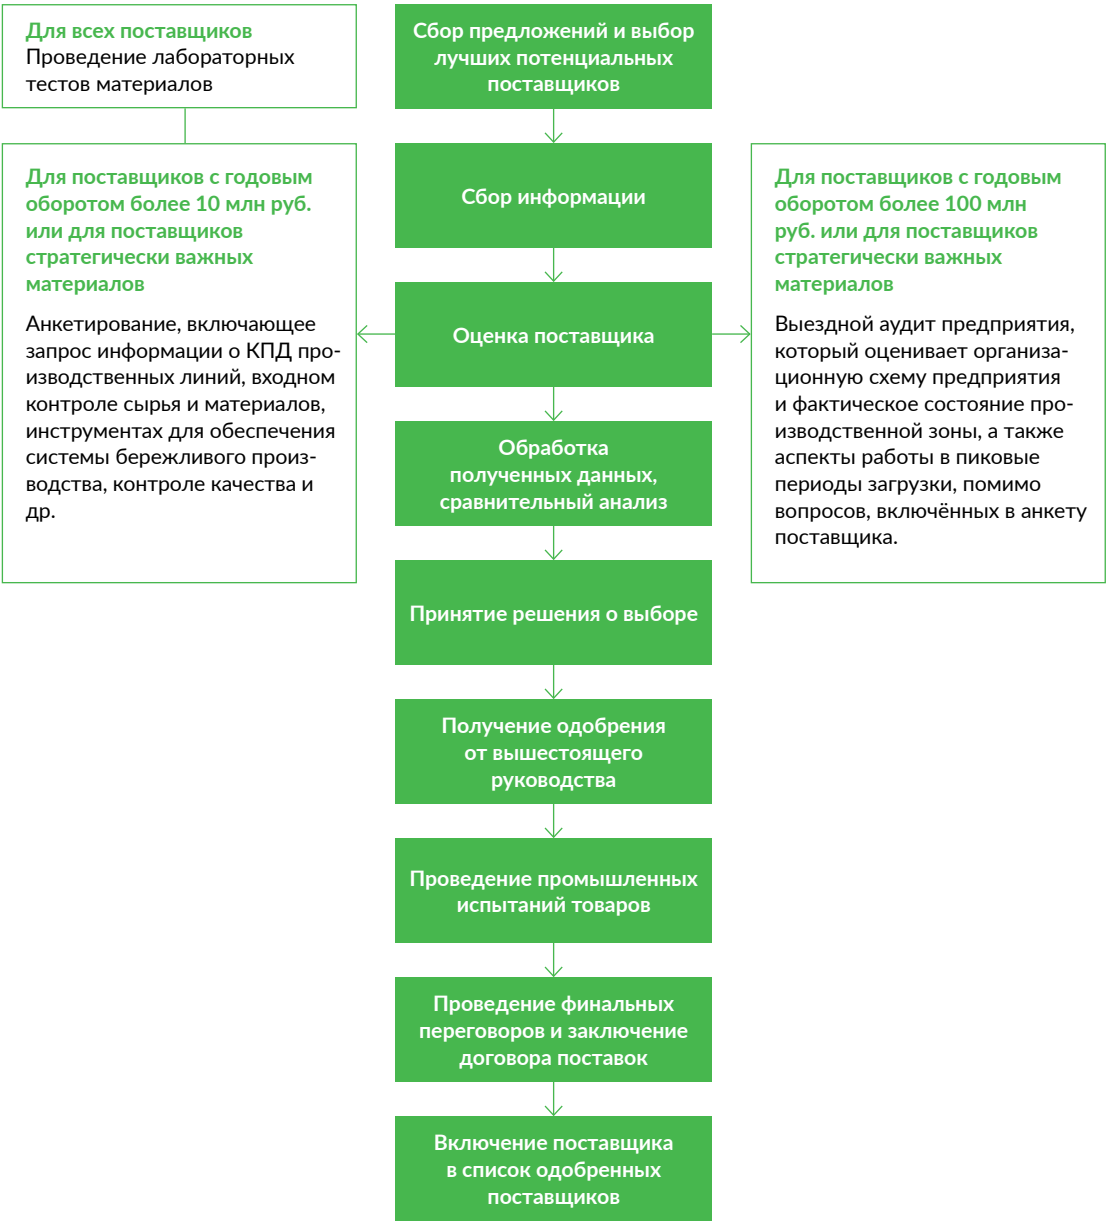 Для всех поставщиков
Проведение лабораторных
тестов материалов
Сбор предложений и выбор
лучших потенциальных
поставщиков
Для поставщиков с годовым
оборотом более 10 млн руб.
или для поставщиков
стратегически важных
материалов
Анкетирование, включающее
запрос информации о КПД про-
изводственных линий, входном
контроле сырья и материалов,
инструментах для обеспечения
системы бережливого произ-
водства, контроле качества и
др.
Сбор информации
Оценка поставщика
Для поставщиков с годовым
оборотом более 100 млн
руб. или для поставщиков
стратегически важных
материалов
Выездной аудит предприятия,
который оценивает организа-
ционную схему предприятия
и фактическое состояние про-
изводственной зоны, а также
аспекты работы в пиковые
периоды загрузки, помимо
вопросов, включённых в анкету
поставщика.
Обработка
полученных данных,
сравнительный анализ
Принятие решения о выборе
Получение одобрения
от вышестоящего
руководства
Проведение промышленных
испытаний товаров
Проведение финальных
переговоров и заключение
договора поставок
Включение поставщика
в список одобренных
поставщиков